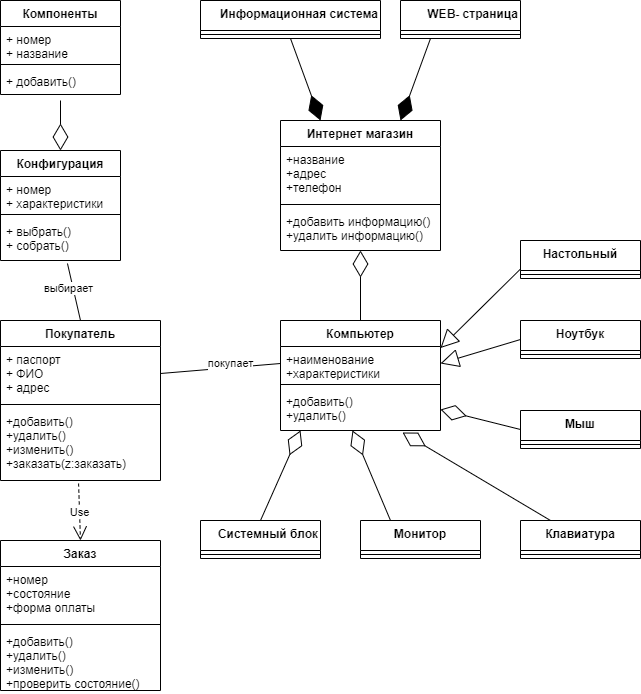 Компоненты
+ номер
+ название
+ добавить()
Информационная система
WEB- страница
Конфигурация
+ номер
+ характеристики
+ выбрать()
+ собрать()
Интернет магазин
+название
+адрес
+телефон
+добавить информацию()
+удалить информацию()
выбирает
Настольный
Ноутбук
Покупатель
+ паспорт
+ ФИО
+ адрес
+добавить()
+удалить()
+изменить()
+заказать(z:заказать)
покупает
Компьютер
+наименование
+характеристики
+добавить()
+удалить()
Мыш
Use
Системный блок
Монитор
Клавиатура
Заказ
+номер
+состояние
+форма оплаты
+добавить()
+удалить()
+изменить()
+проверить состояние()